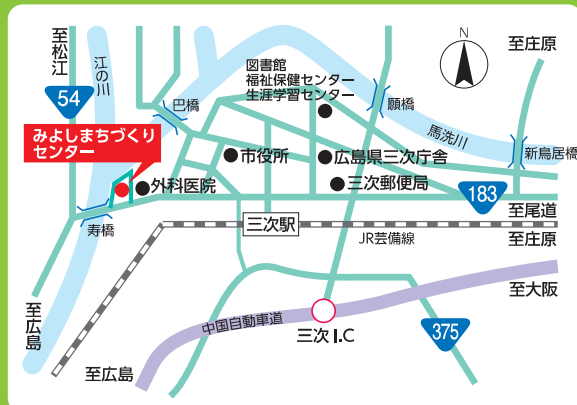 至松江
江の川
54
巴橋
図書館
福祉保健センター
生涯学習センター
N
至庄原
願橋
馬洗川
新鳥居橋
みよしまちづくり
センター
外科医院
市役所
広島県三次庁舎
三次郵便局
183
至尾道
寿橋
三次駅
JR芸備線
至庄原
至大阪
至広島
中国自動車道
三次I.C
375
至広島